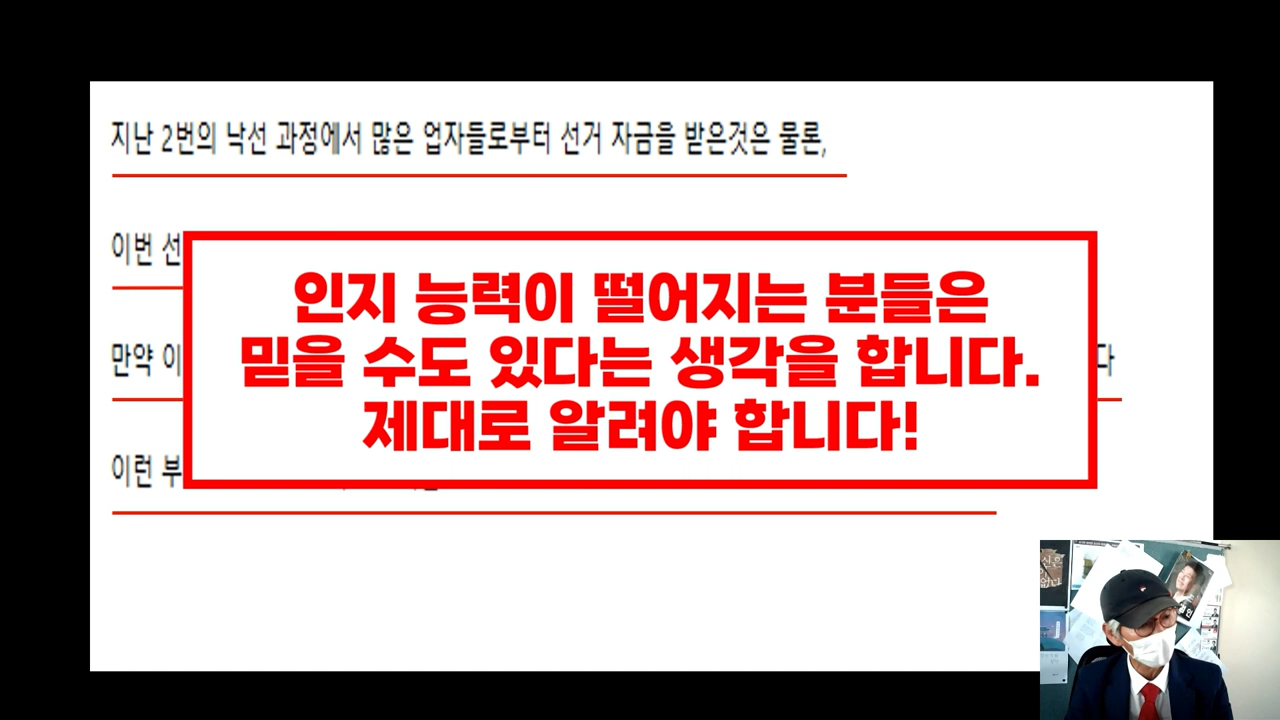 지난 2번의 낙선 과정에서 많은 업자들로부터 선거 자금을 받은것은 물론,
이번 선
인지 능력이 떨어지는 분들은
믿을 수도 있다는 생각을 합니다.
만약 이
다
제대로 알려야 합니다!
이런 부